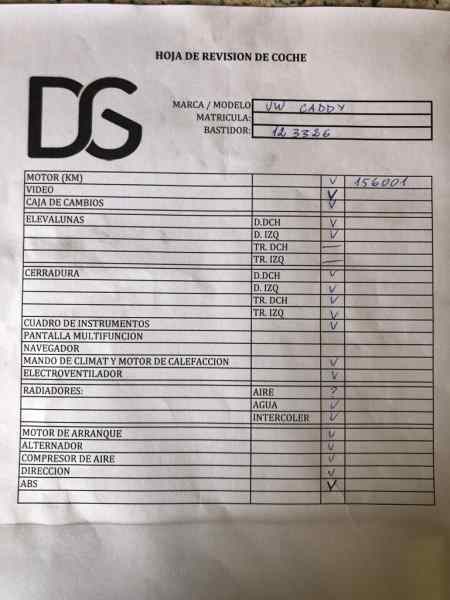 HOJA DE REVISION DE COCHE
DG
MARCA / MODELO VW CADDY
MATRICULA:
BASTIDOR: 123326
MOTOR (KM) V 156001
VIDEO V
CAJA DE CAMBIOS V
ELEVALUNAS D.DCH V
D. IZQ V
TR. DCH —
TR. IZQ —
CERRADURA D.DCH V
D. IZQ V
TR. DCH V
TR. IZQ V
CUADRO DE INSTRUMENTOS V
PANTALLA MULTIFUNCION
NAVEGADOR
MANDO DE CLIMAT Y MOTOR DE CALEFACCION V
ELECTROVENTILADOR V
RADIADORES: AIRE ?
AGUA V
INTERCOLER V
MOTOR DE ARRANQUE V
ALTERNADOR V
COMPRESOR DE AIRE V
DIRECCION V
ABS V